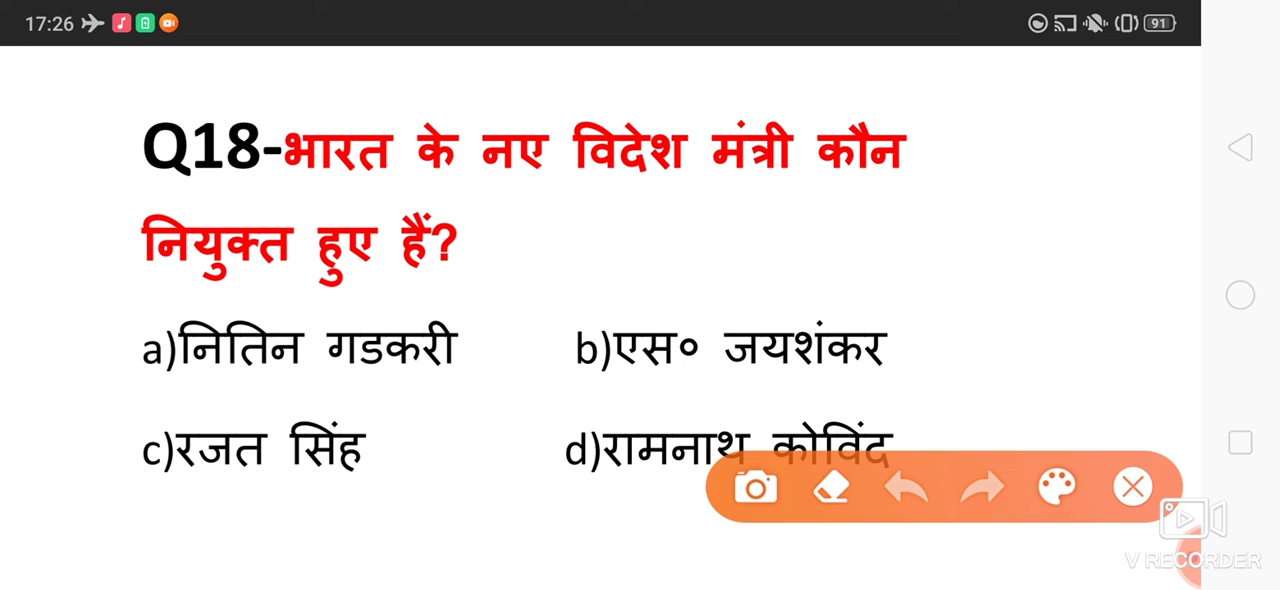 17:26 91
Q18-भारत के नए विदेश मंत्री कौन
नियुक्त हुए हैं?
a)नितिन गडकरी b)एस० जयशंकर
c)रजत सिंह d)रामनाथ कोविंद
V RECORDER